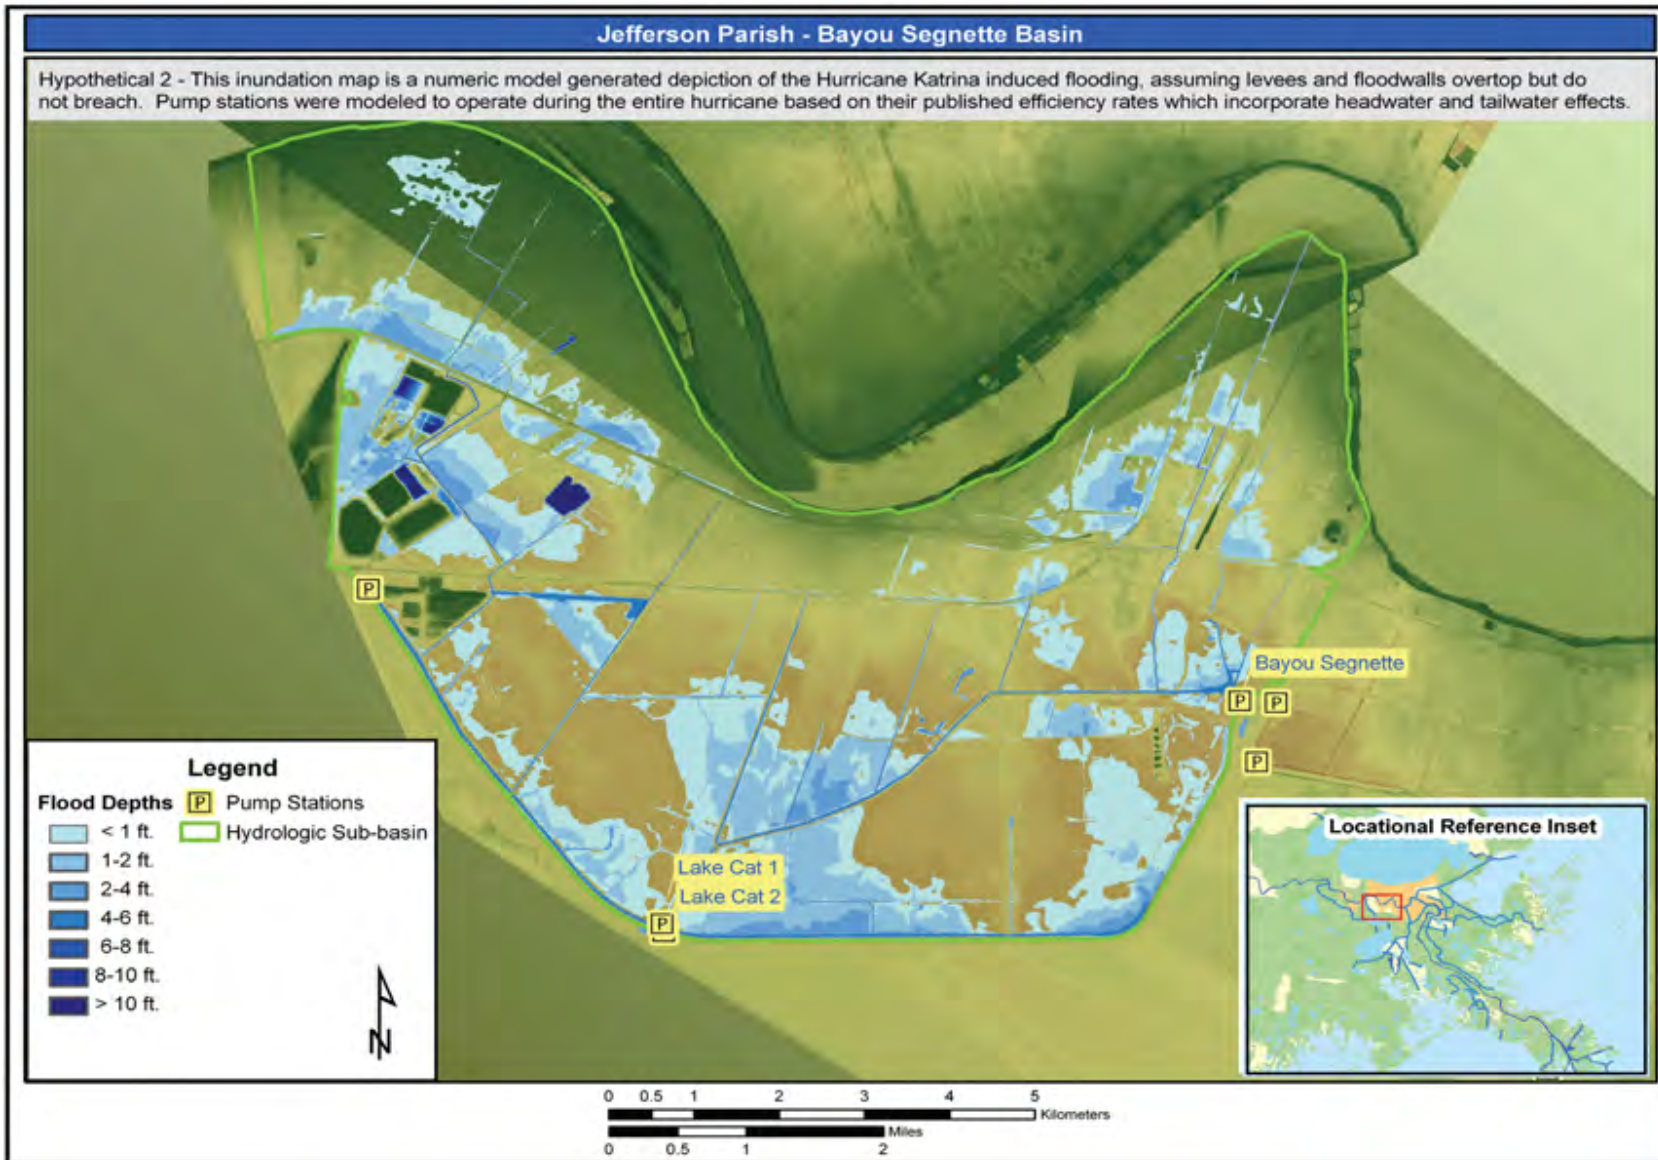 Jefferson Parish - Bayou Segnette Basin
Hypothetical 2 - This inundation map is a numeric model generated depiction of the Hurricane Katrina induced flooding, assuming levees and floodwalls overtop but do
not breach. Pump stations were modeled to operate during the entire hurricane based on their published efficiency rates which incorporate headwater and tailwater effects.
P
Bayou Segnette
P P
P
Lake Cat 1
Lake Cat 2
P
Legend
Flood Depths P Pump Stations
< 1 ft. Hydrologic Sub-basin
1-2 ft.
2-4 ft.
4-6 ft.
6-8 ft.
8-10 ft.
> 10 ft.
N
Locational Reference Inset
0 0.5 1 2 3 4 5
Kilometers
Miles
0 0.5 1 2